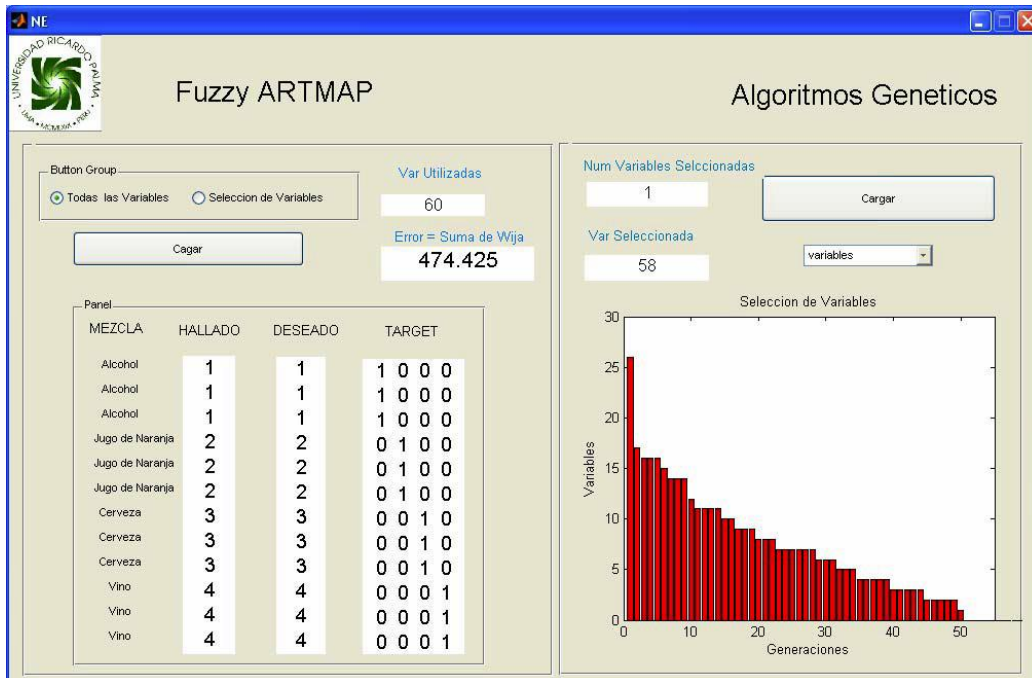 NE
UNIVERSIDAD RICARDO PALMA
LIMA • MCMLXIX • PERU
Fuzzy ARTMAP
Algoritmos Geneticos
Button Group
Todas las Variables
Seleccion de Variables
Cagar
Var Utilizadas
60
Error = Suma de Wija
474.425
Panel
MEZCLA HALLADO DESEADO TARGET
Alcohol 1 1 1 0 0 0
Alcohol 1 1 1 0 0 0
Alcohol 1 1 1 0 0 0
Jugo de Naranja 2 2 0 1 0 0
Jugo de Naranja 2 2 0 1 0 0
Jugo de Naranja 2 2 0 1 0 0
Cerveza 3 3 0 0 1 0
Cerveza 3 3 0 0 1 0
Cerveza 3 3 0 0 1 0
Vino 4 4 0 0 0 1
Vino 4 4 0 0 0 1
Vino 4 4 0 0 0 1
Num Variables Selccionadas
1
Cargar
Var Seleccionada
58
variables
Seleccion de Variables
30
25
20
15
10
5
0
Variables
0 10 20 30 40 50
Generaciones